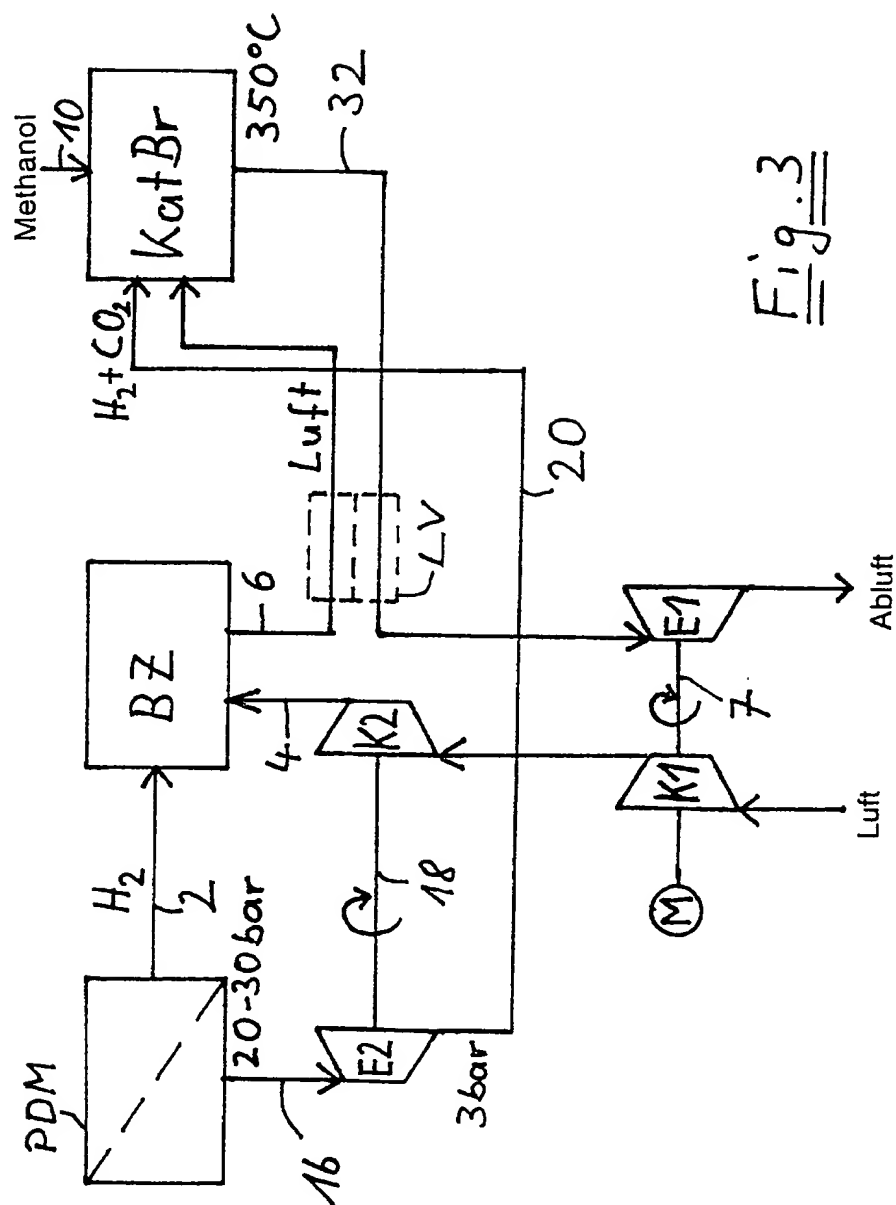 Methanol
10
KatBr
350°C
32
H₂+CO₂
Luft
20
LV
BZ
6
4
K2
H₂
2
PDM
20-30bar
16
E2
3bar
18
M
K1
7
E1
Luft
Abluft
Fig.3